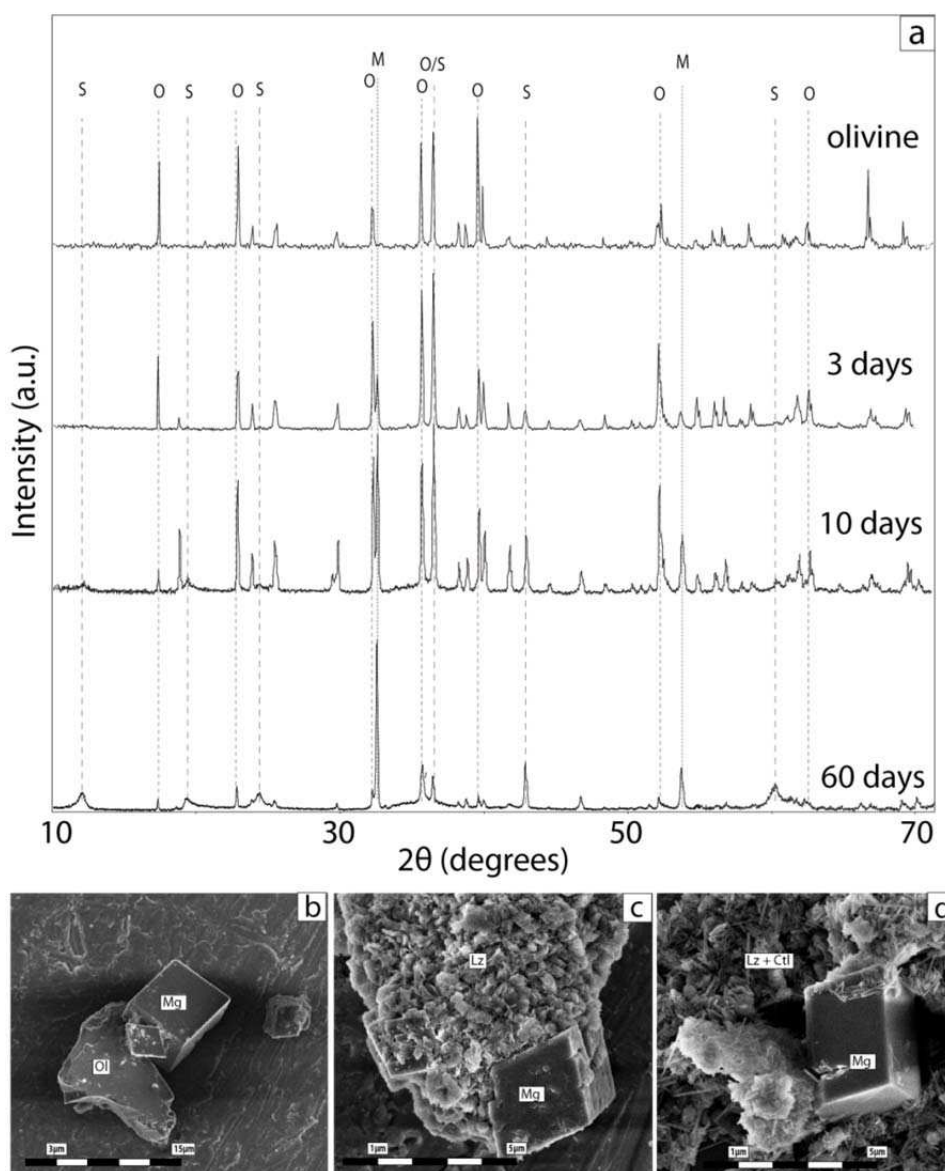 a
M O/S M
S O S O S O O O S O S O
olivine
3 days
10 days
60 days
Intensity (a.u.)
10 30 50 70
2θ (degrees)
b
Mg
Ol
3µm 15µm
c
Lz
Mg
1µm 5µm
d
Lz + Ctl
Mg
1µm 5µm